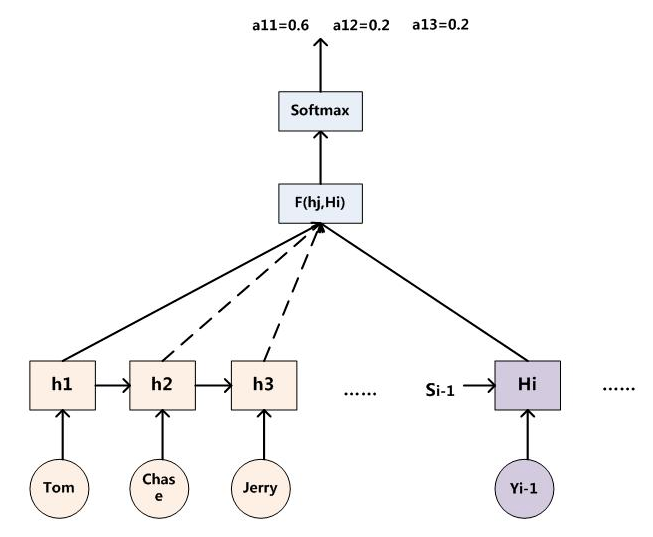 a11=0.6 a12=0.2 a13=0.2
Softmax
F(hj,Hi)
h1 h2 h3 ...... Si-1 Hi ......
Tom Chas
e Jerry Yi-1